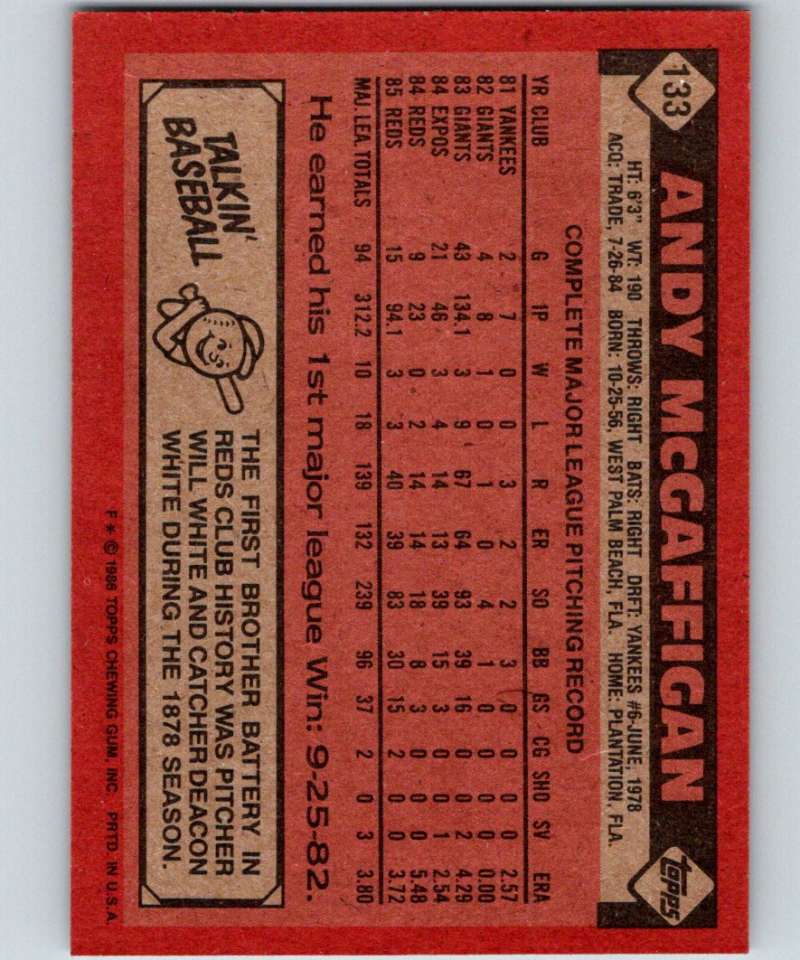 133
ANDY McGAFFIGAN
topps
HT: 6'3" WT: 190 THROWS: RIGHT BATS: RIGHT DRFT: YANKEES #6-JUNE, 1978
ACQ: TRADE, 7-26-84 BORN: 10-25-56, WEST PALM BEACH, FLA. HOME: PLANTATION, FLA.
COMPLETE MAJOR LEAGUE PITCHING RECORD
YR CLUB G IP W L R ER SO BB GS CG SHO SV ERA
81 YANKEES 2 7 0 0 3 2 2 3 0 0 0 0 2.57
82 GIANTS 4 8 1 0 1 0 4 1 0 0 0 0 0.00
83 GIANTS 43 134.1 3 9 67 64 93 39 16 0 0 2 4.29
84 EXPOS 21 46 3 4 14 13 39 15 3 0 0 1 2.54
84 REDS 9 23 0 2 14 14 18 8 3 0 0 0 5.48
85 REDS 15 94.1 3 3 40 39 83 30 15 2 0 0 3.72
MAJ. LEA. TOTALS 94 312.2 10 18 139 132 239 96 37 2 0 3 3.80
He earned his 1st major league Win: 9-25-82.
TALKIN'
BASEBALL
THE FIRST BROTHER BATTERY IN
REDS CLUB HISTORY WAS PITCHER
WILL WHITE AND CATCHER DEACON
WHITE DURING THE 1878 SEASON.
F * © 1986 TOPPS CHEWING GUM, INC. PRTD. IN U.S.A.